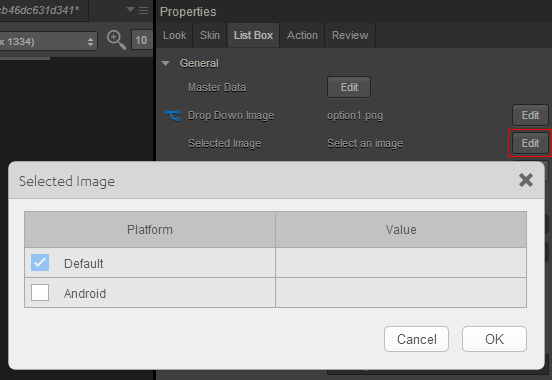 cb46dc631d341*
Properties
Look Skin List Box Action Review
x 1334)
10
General
Master Data Edit
Drop Down Image option1.png Edit
Selected Image Select an image Edit
Selected Image
Platform Value
Default
Android
Cancel OK